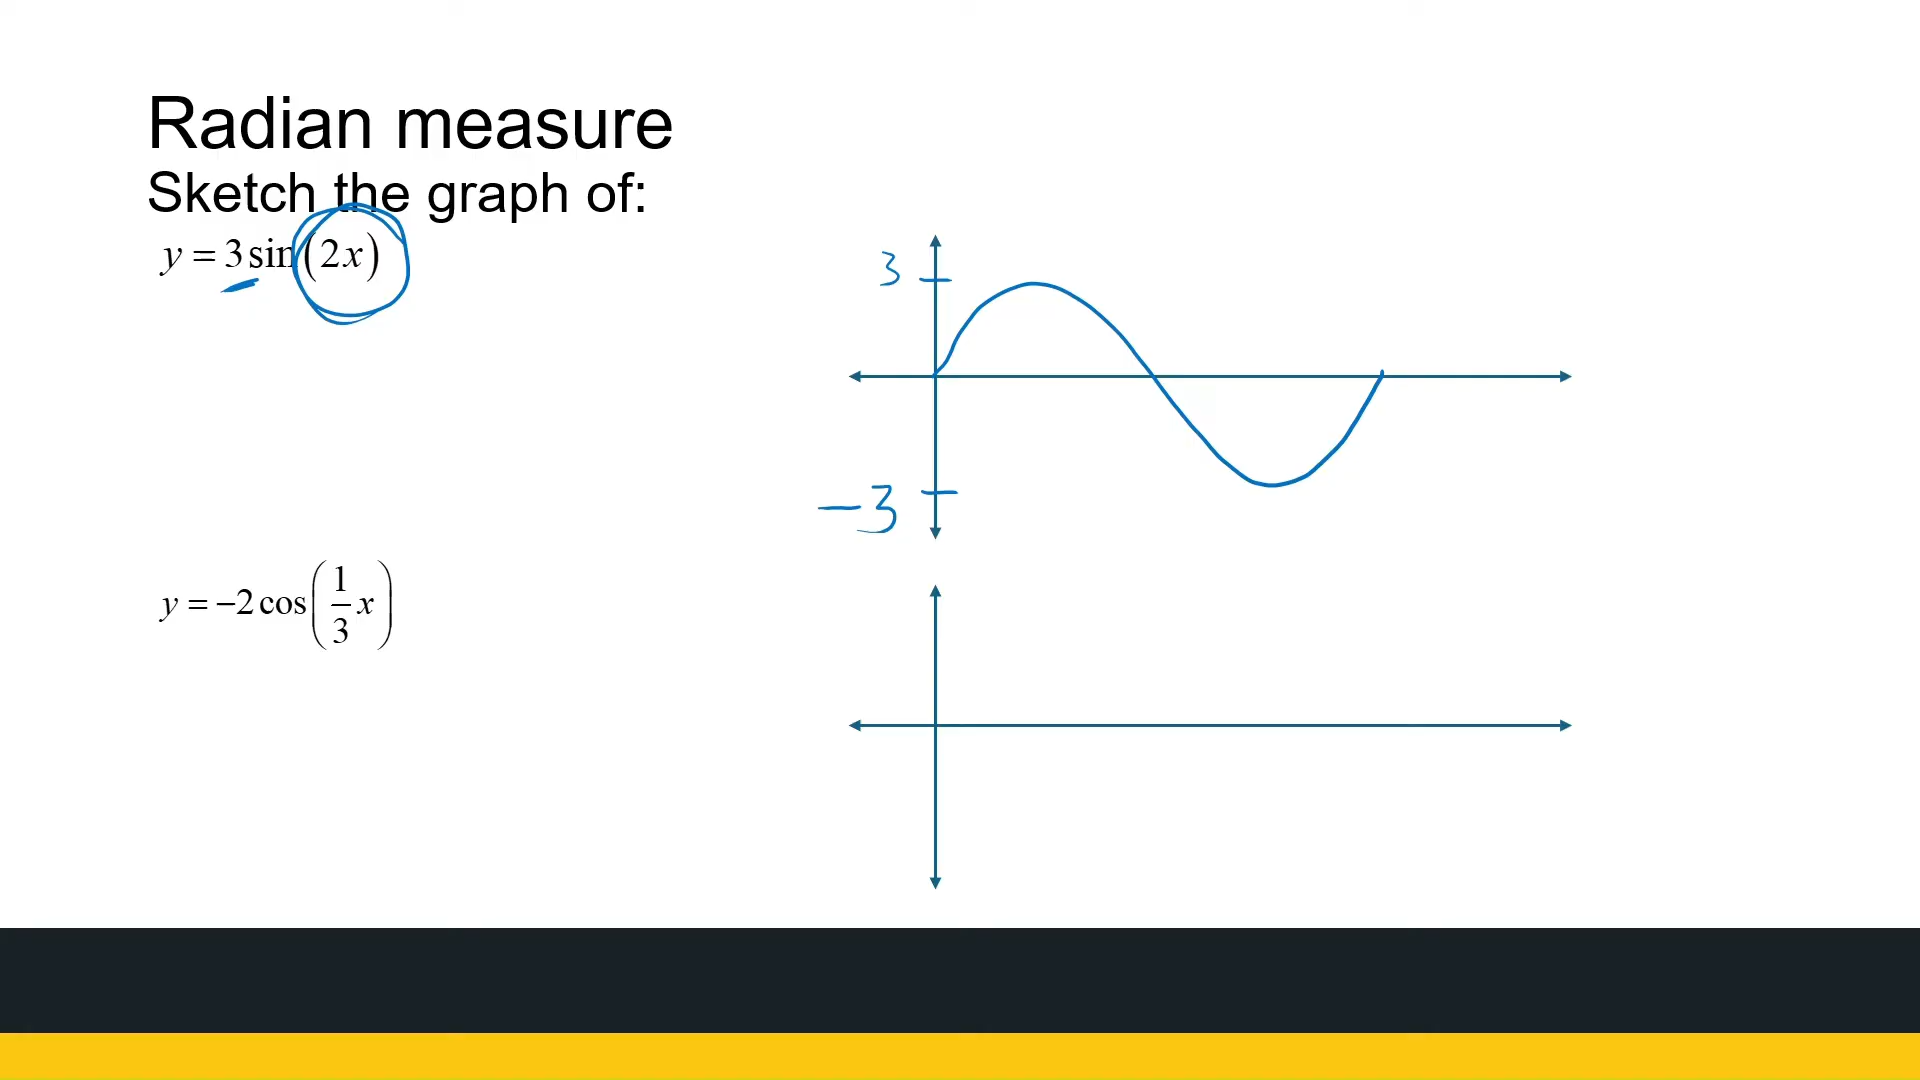 Radian measure
Sketch the graph of:
y = 3 sin(2x)
3
−3
y = −2 cos(1/3 x)